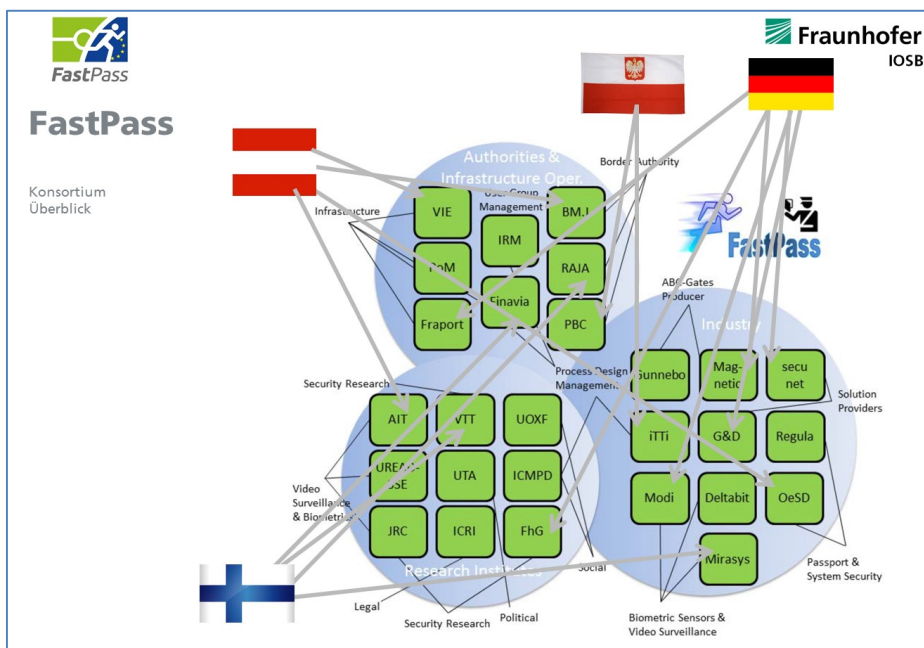 FastPass
Fraunhofer
IOSB
FastPass
Konsortium
Überblick
Authorities &
Infrastructure Oper.
Border Authority
User Group
Management
Infrastructure
VIE
BM.I
IRM
RAJA
Finavia
Fraport
PBC
FastPass
ABC-Gates
Producer
Industry
Process Design
Management
Gunnebo
Mag-
netic
secu
net
Solution
Providers
Security Research
AIT
VTT
UOXF
iTTi
G&D
Regula
UTA
ICMPD
Video
Surveillance
& Biometrics
Modi
Deltabit
OeSD
JRC
ICRI
FhG
Mirasys
Research Institutes
Social
Passport &
System Security
Legal
Political
Security Research
Biometric Sensors &
Video Surveillance